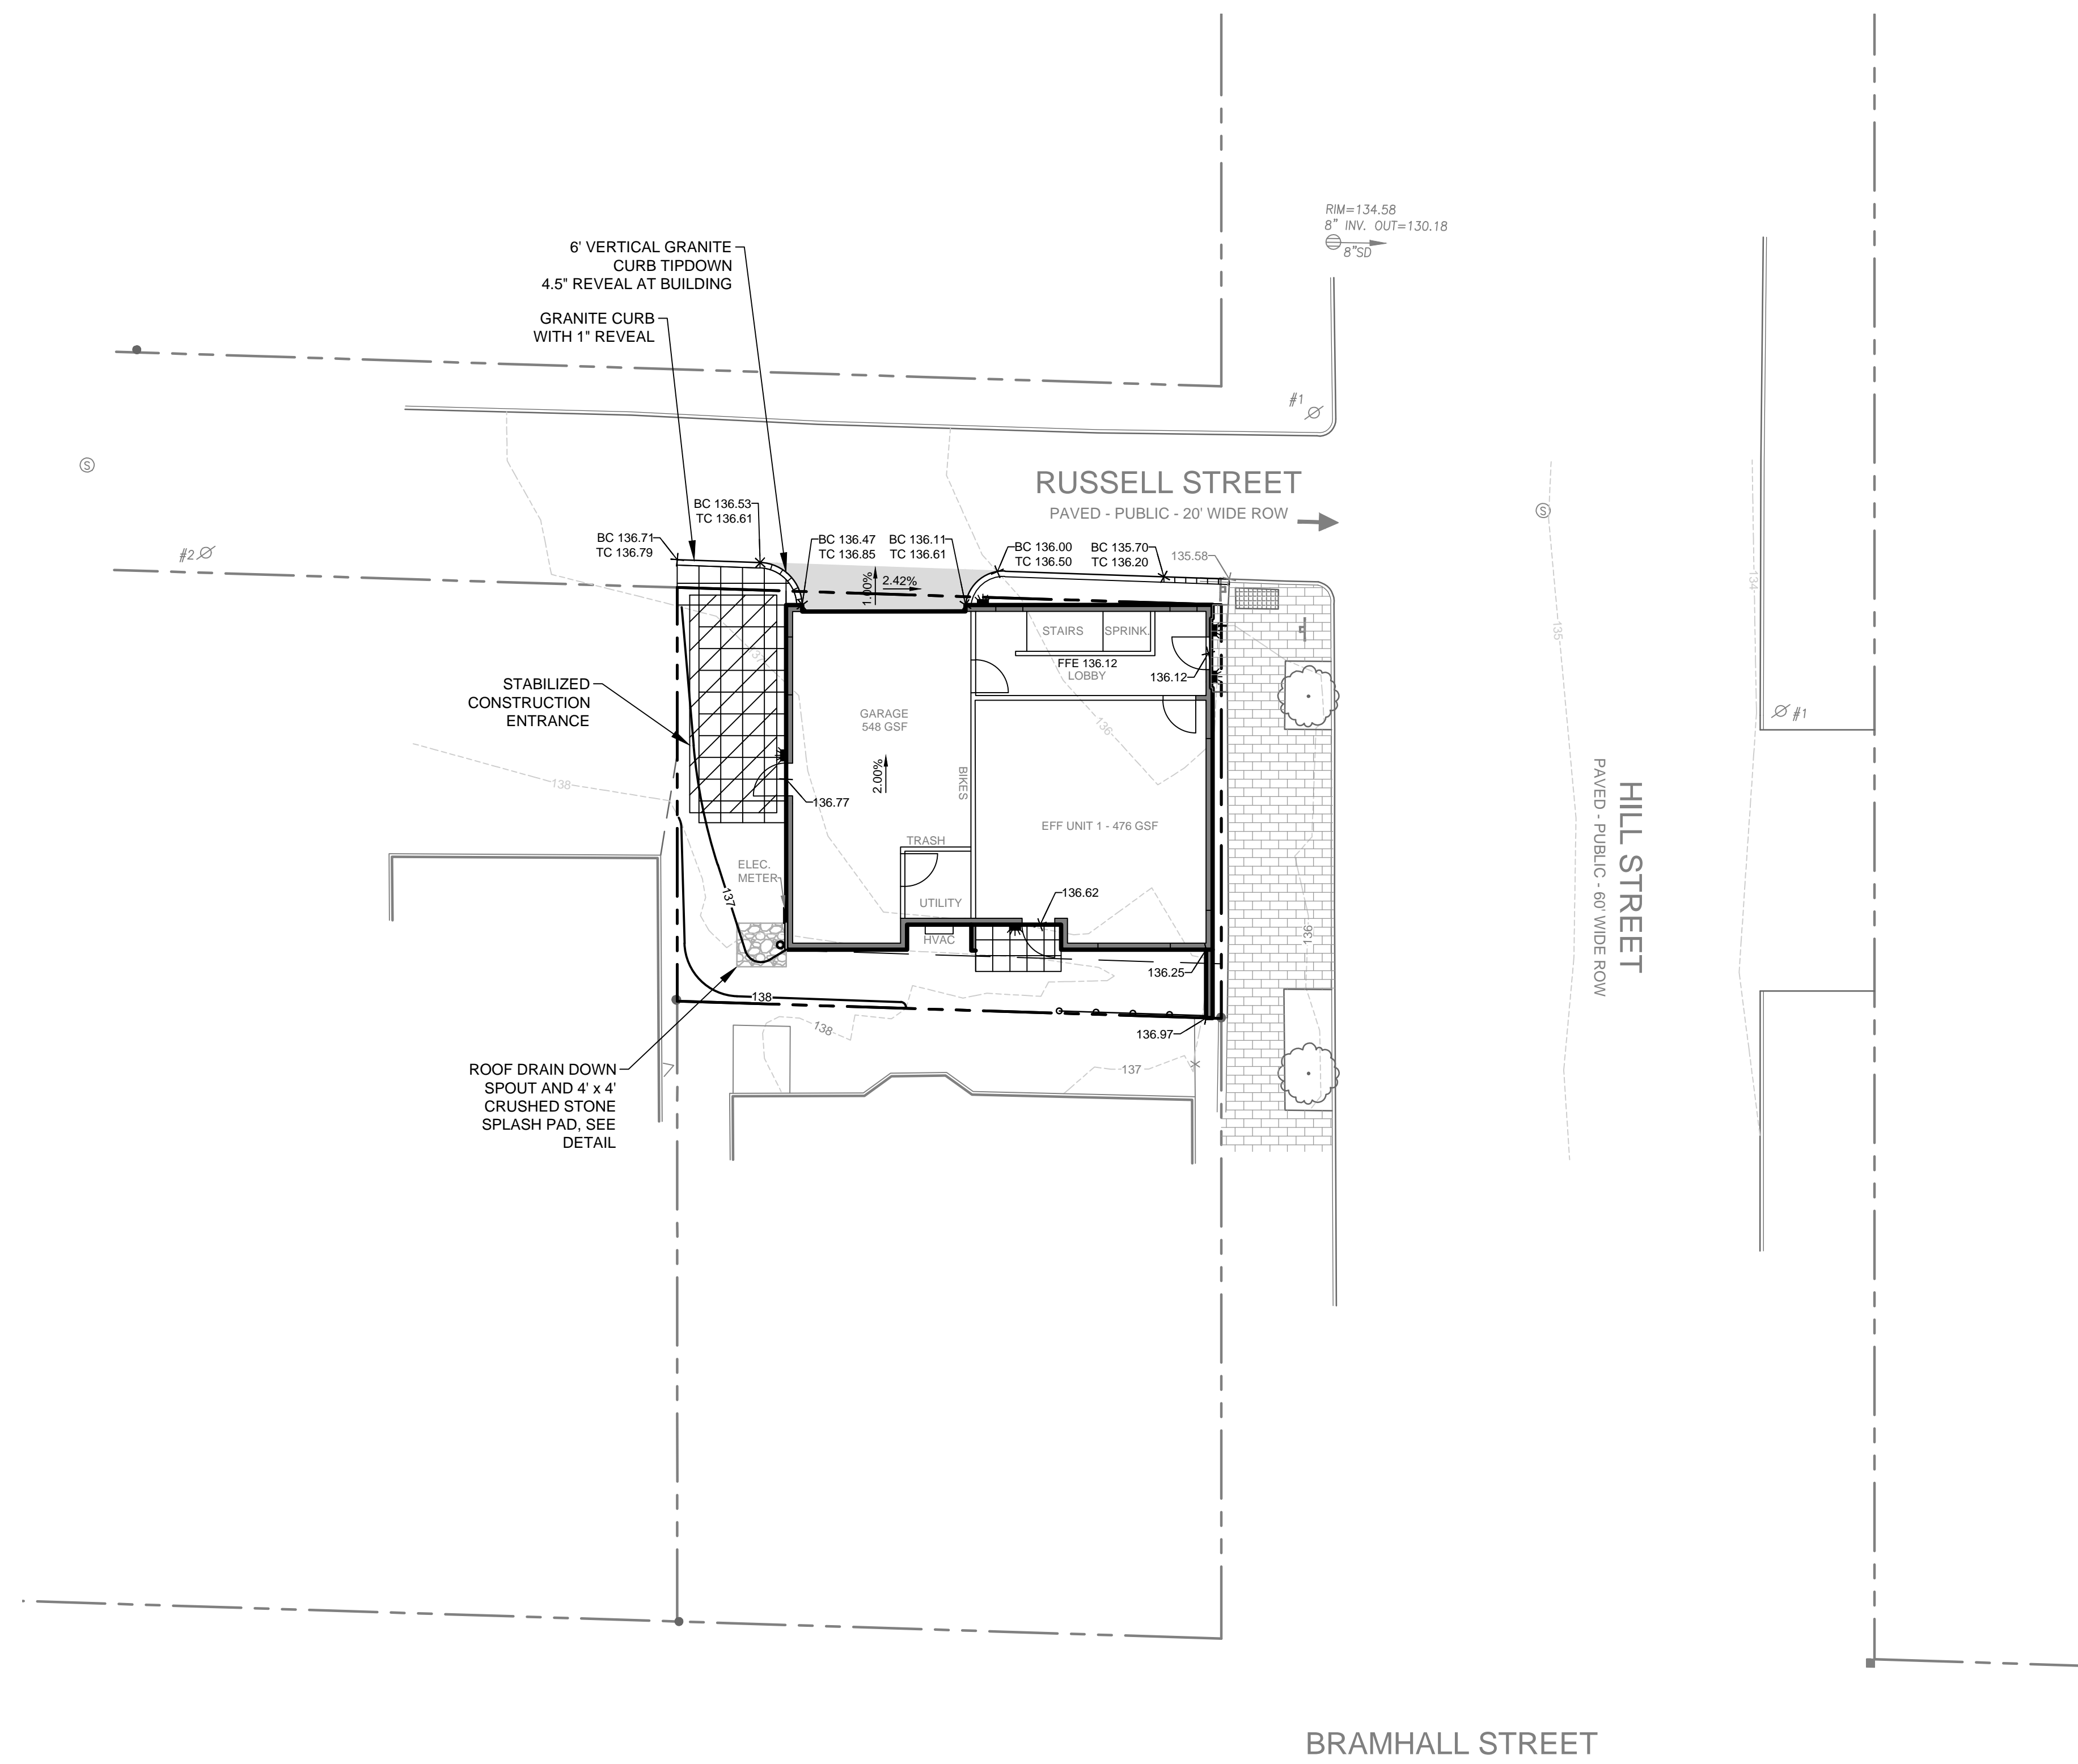 RIM=134.58
8" INV. OUT=130.18
8"SD
6' VERTICAL GRANITE
CURB TIPDOWN
4.5" REVEAL AT BUILDING
GRANITE CURB
WITH 1" REVEAL
#1
S
RUSSELL STREET
PAVED - PUBLIC - 20' WIDE ROW
S
#2
BC 136.53
TC 136.61
BC 136.71
TC 136.79
BC 136.47
TC 136.85
BC 136.11
TC 136.61
BC 136.00
TC 136.50
BC 135.70
TC 136.20
135.58
1.00%
2.42%
134
135
STAIRS
SPRINK.
FFE 136.12
LOBBY
136.12
STABILIZED
CONSTRUCTION
ENTRANCE
GARAGE
548 GSF
136
#1
2.00%
BIKES
138
136.77
EFF UNIT 1 - 476 GSF
TRASH
ELEC.
METER
137
UTILITY
136.62
HVAC
136
HILL STREET
PAVED - PUBLIC - 60' WIDE ROW
136.25
138
138
136.97
137
ROOF DRAIN DOWN
SPOUT AND 4' x 4'
CRUSHED STONE
SPLASH PAD, SEE
DETAIL
BRAMHALL STREET